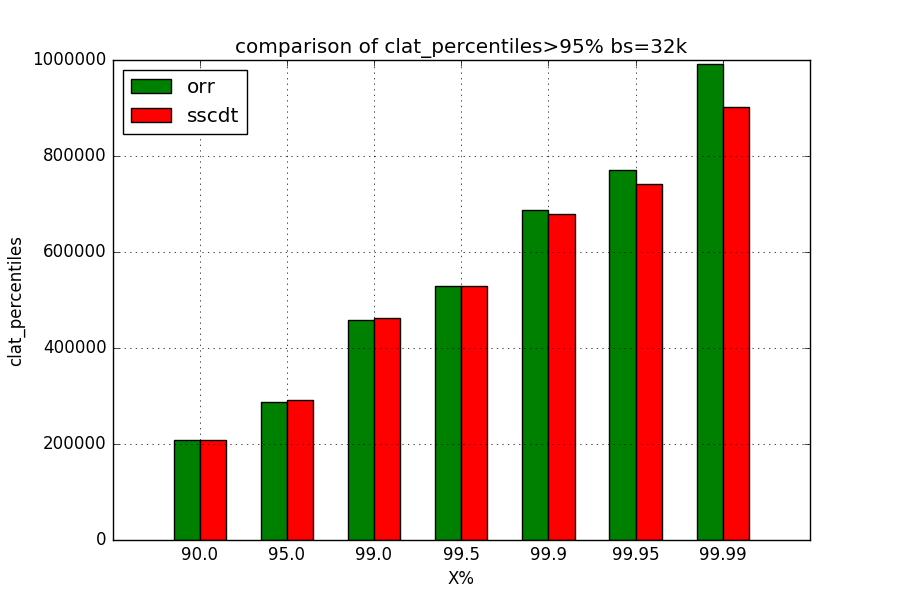 comparison of clat_percentiles>95% bs=32k
orr
sscdt
1000000
800000
600000
400000
200000
0
clat_percentiles
90.0 95.0 99.0 99.5 99.9 99.95 99.99
X%